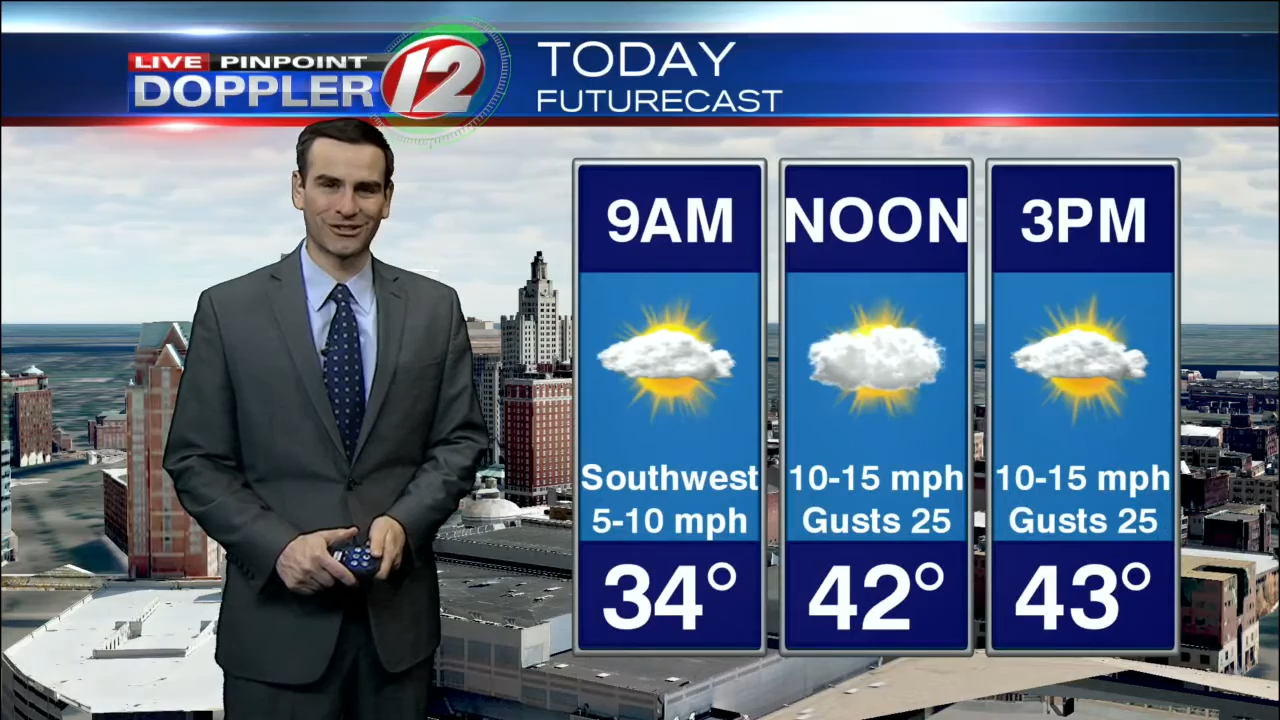 LIVE PINPOINT
DOPPLER 12
TODAY
FUTURECAST
9AM
Southwest
5-10 mph
34°
NOON
10-15 mph
Gusts 25
42°
3PM
10-15 mph
Gusts 25
43°